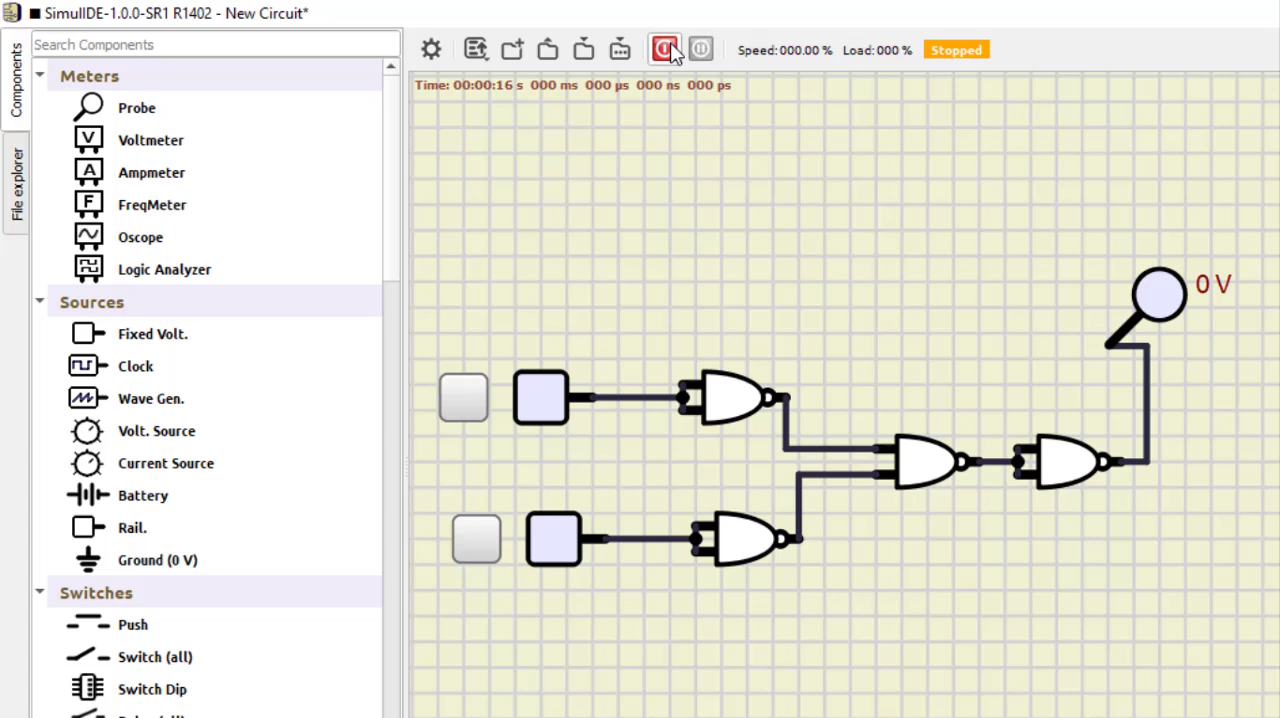 ■ SimulIDE-1.0.0-SR1 R1402 - New Circuit*
Components
File explorer
Search Components
Meters
Probe
V Voltmeter
A Ampmeter
F FreqMeter
Oscope
Logic Analyzer
Sources
Fixed Volt.
Clock
Wave Gen.
Volt. Source
Current Source
Battery
Rail.
Ground (0 V)
Switches
Push
Switch (all)
Switch Dip
Speed:000.00 % Load:000 % Stopped
Time: 00:00:16 s 000 ms 000 µs 000 ns 000 ps
0 V